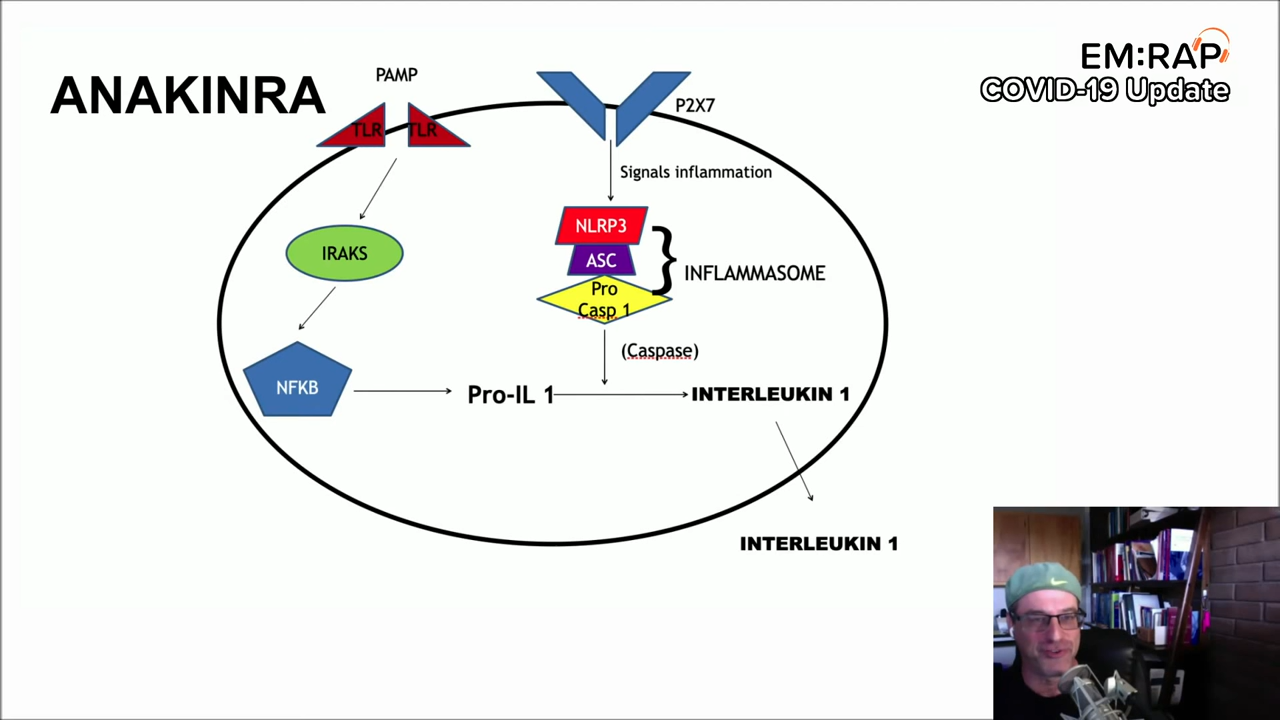 EM:RAP
COVID-19 Update
ANAKINRA
PAMP
TLR TLR
P2X7
Signals inflammation
NLRP3
IRAKS
ASC
INFLAMMASOME
Pro
Casp 1
(Caspase)
NFKB
Pro-IL 1
INTERLEUKIN 1
INTERLEUKIN 1